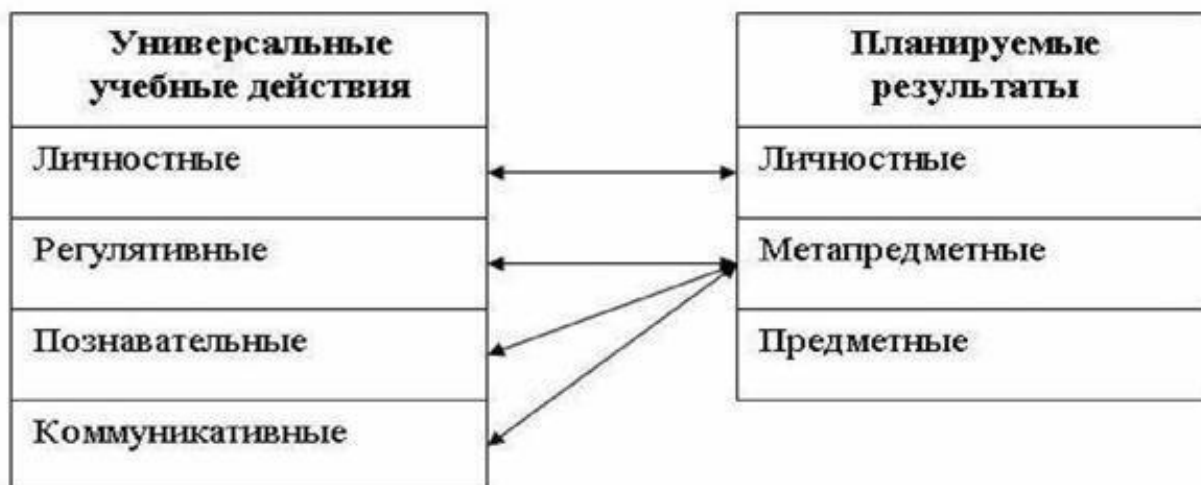 Универсальные
учебные действия
Личностные
Регулятивные
Познавательные
Коммуникативные
Планируемые
результаты
Личностные
Метапредметные
Предметные